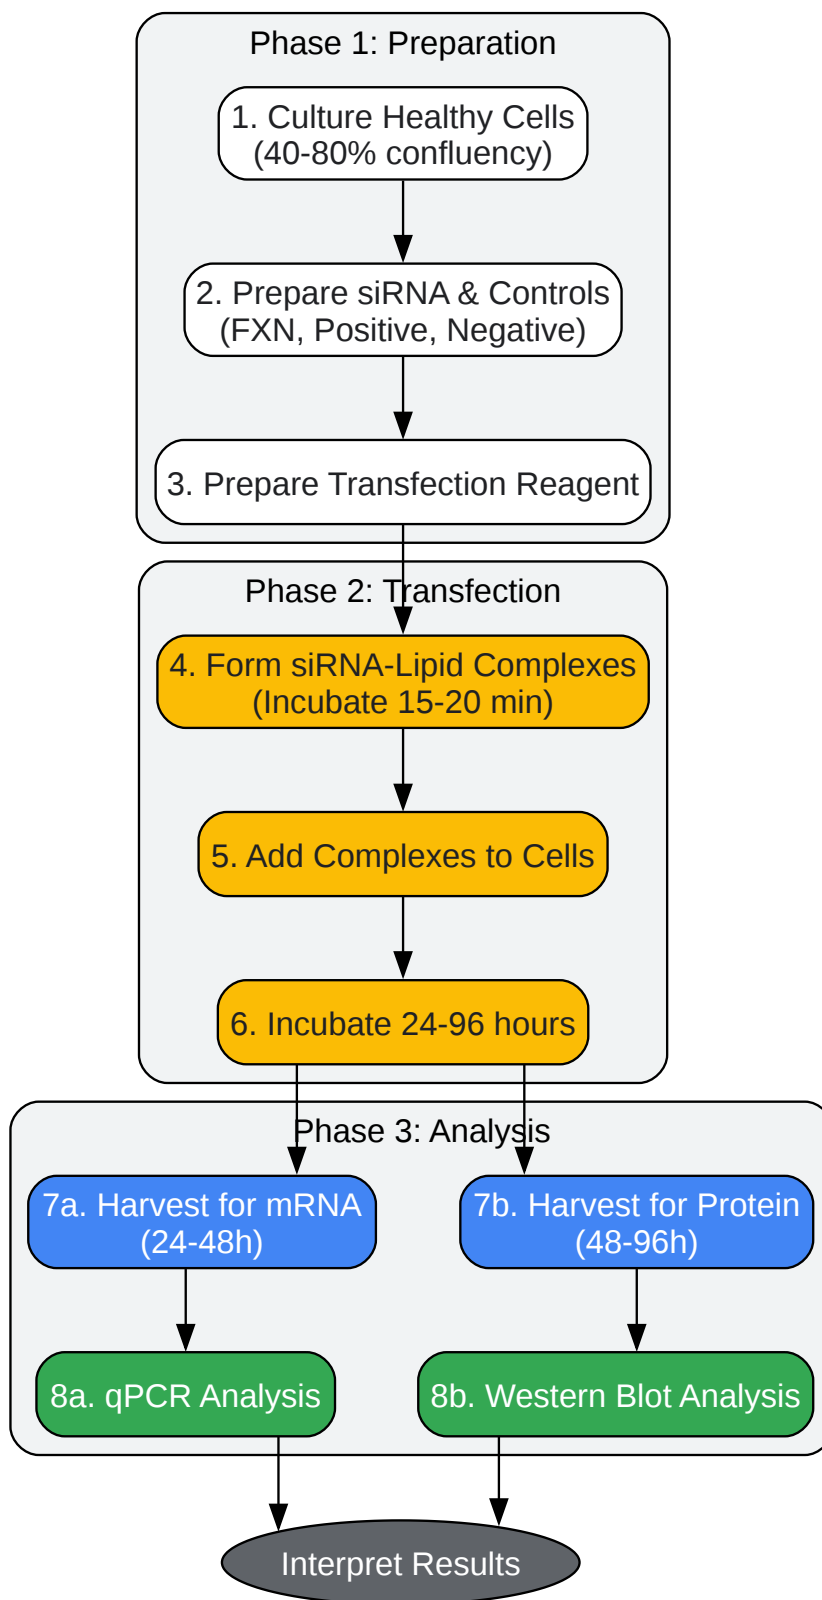 Phase 1: Preparation
1. Culture Healthy Cells
(40-80% confluency)
2. Prepare siRNA & Controls
(FXN, Positive, Negative)
3. Prepare Transfection Reagent
Phase 2: Transfection
4. Form siRNA-Lipid Complexes
(Incubate 15-20 min)
5. Add Complexes to Cells
6. Incubate 24-96 hours
Phase 3: Analysis
7a. Harvest for mRNA
(24-48h)
7b. Harvest for Protein
(48-96h)
8a. qPCR Analysis
8b. Western Blot Analysis
Interpret Results